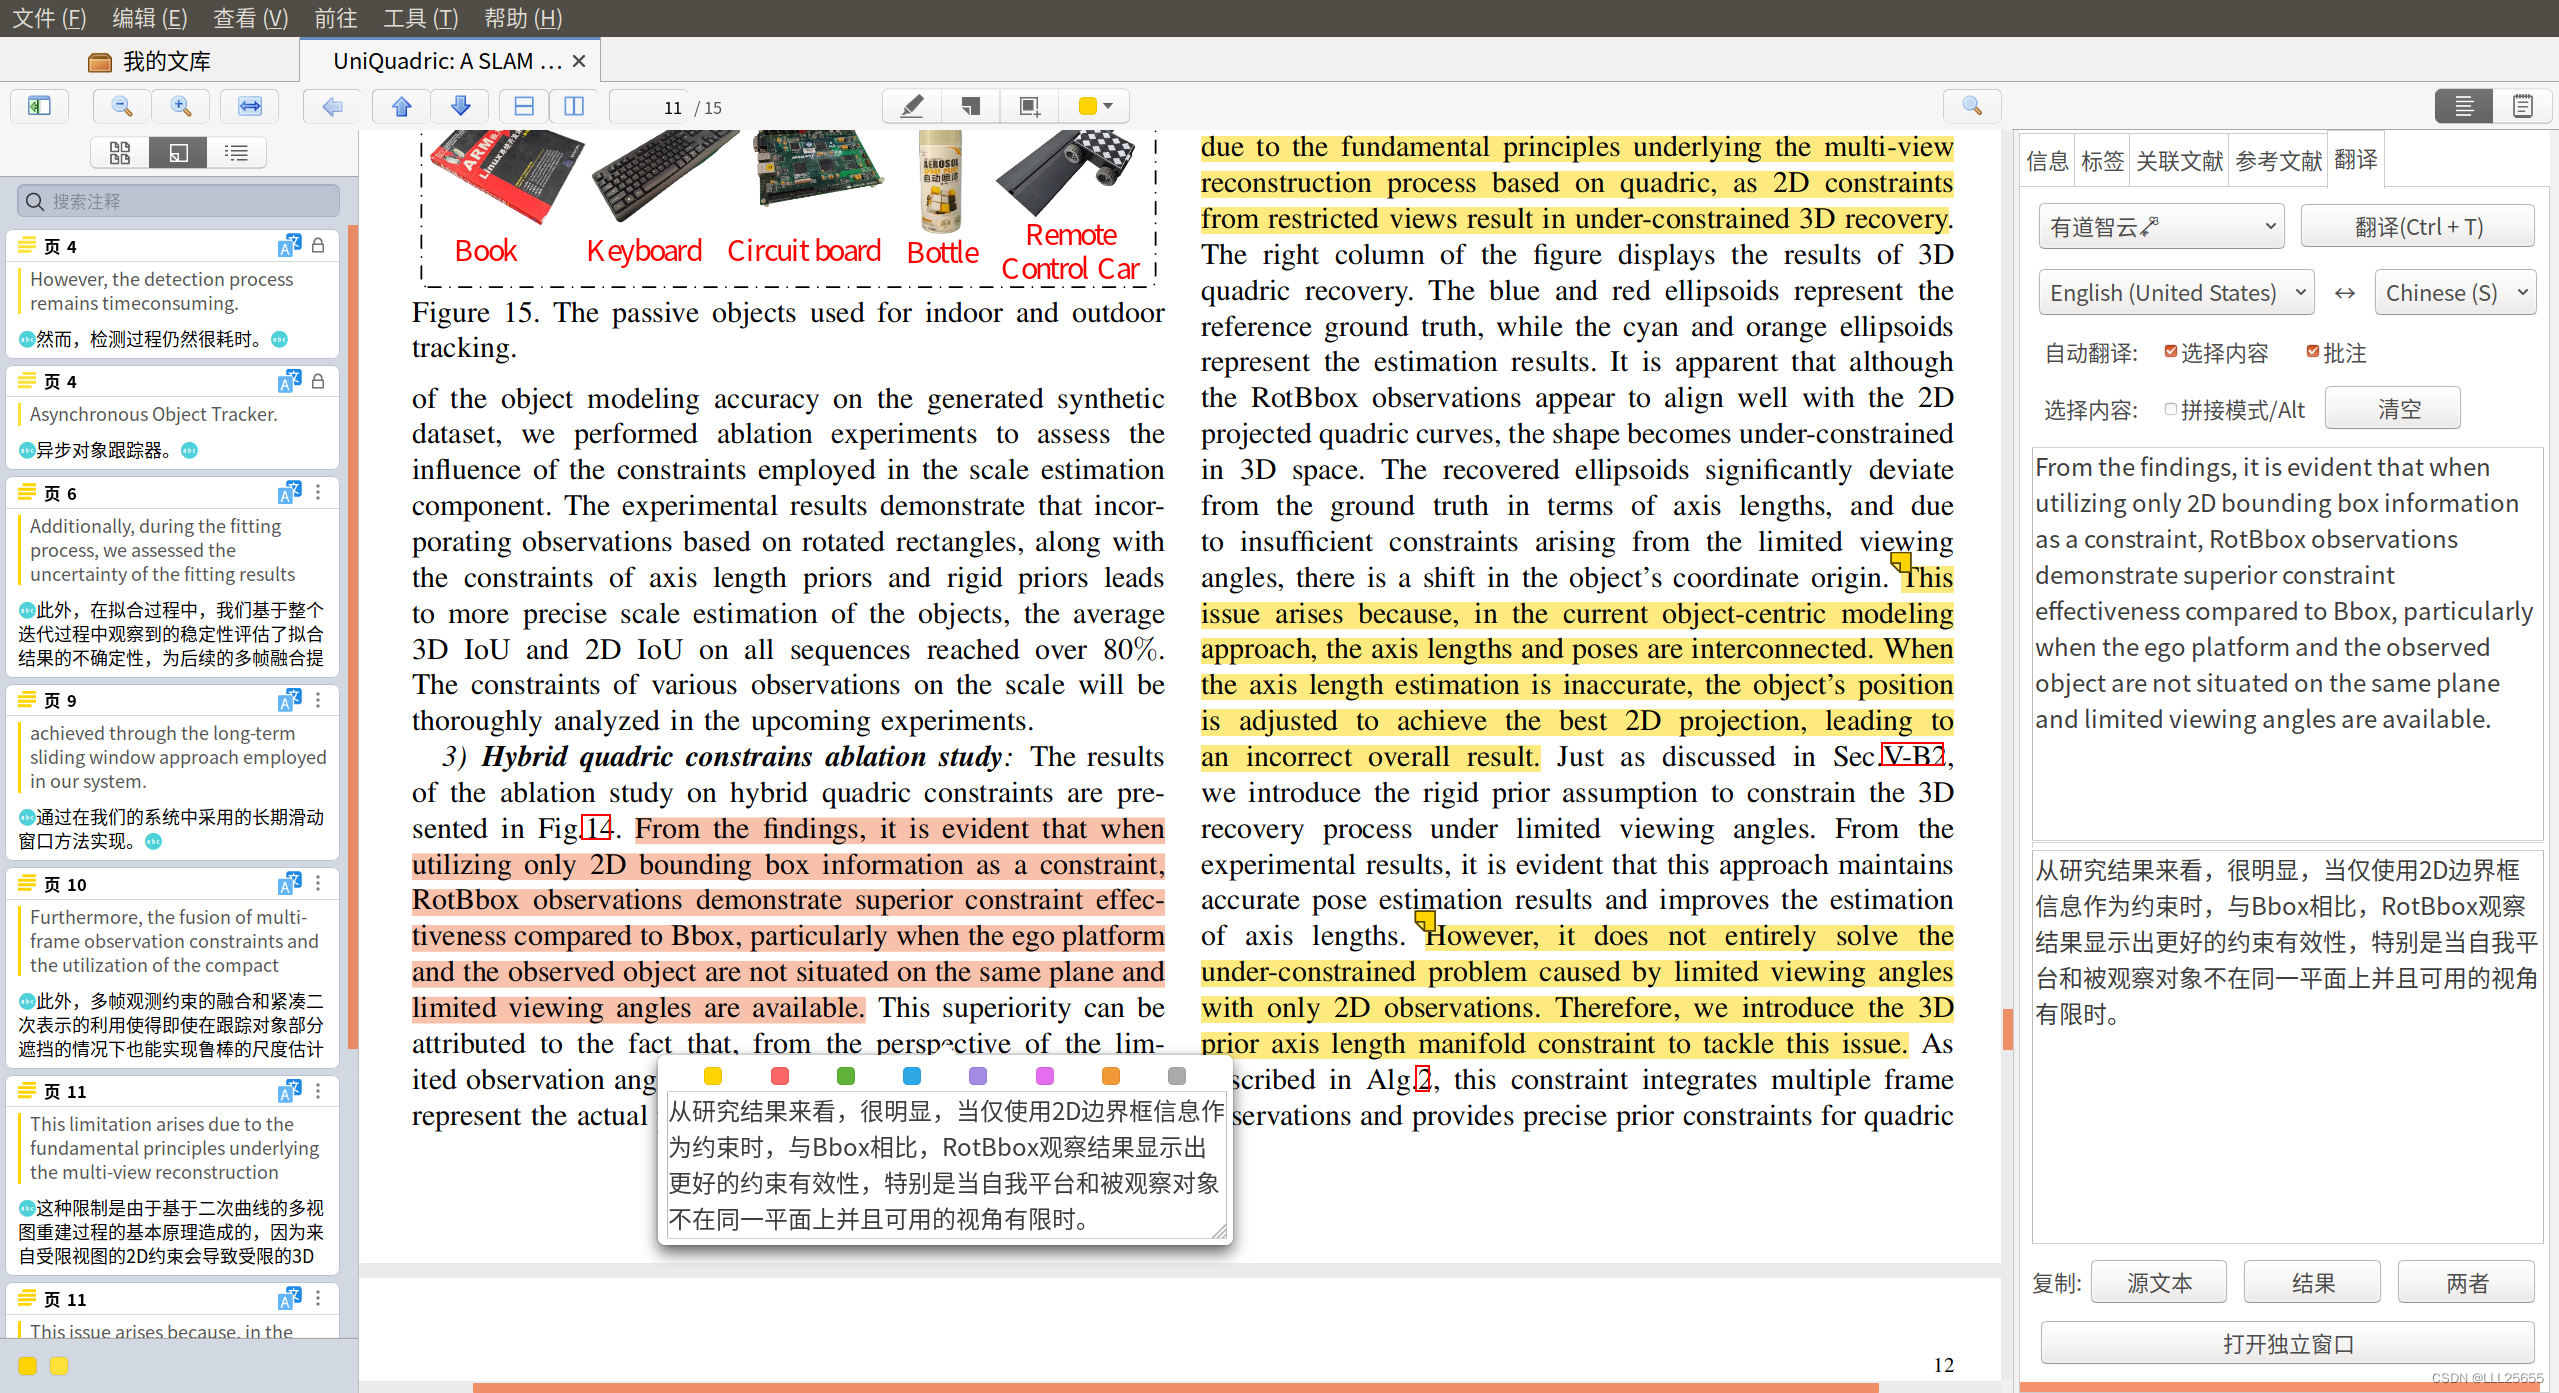 文件 (F) 编辑 (E) 查看 (V) 前往 工具 (T) 帮助 (H)
我的文库
UniQuadric: A SLAM ...
11 / 15
搜索注释
页 4
However, the detection process
remains timeconsuming.
然而，检测过程仍然很耗时。
页 4
Asynchronous Object Tracker.
异步对象跟踪器。
页 6
Additionally, during the fitting
process, we assessed the
uncertainty of the fitting results
此外，在拟合过程中，我们基于整个
迭代过程中观察到的稳定性评估了拟合
结果的不确定性，为后续的多帧融合提
页 9
achieved through the long-term
sliding window approach employed
in our system.
通过在我们的系统中采用的长期滑动
窗口方法实现。
页 10
Furthermore, the fusion of multi-
frame observation constraints and
the utilization of the compact
此外，多帧观测约束的融合和紧凑二
次表示的利用使得即使在跟踪对象部分
遮挡的情况下也能实现鲁棒的尺度估计
页 11
This limitation arises due to the
fundamental principles underlying
the multi-view reconstruction
这种限制是由于基于二次曲线的多视
图重建过程的基本原理造成的，因为来
自受限视图的2D约束会导致受限的3D
页 11
This issue arises because, in the
ARM
Linux
AEROSOL
自动喷漆
Book
Keyboard
Circuit board
Bottle
Remote
Control Car
Figure 15. The passive objects used for indoor and outdoor
tracking.
of the object modeling accuracy on the generated synthetic
dataset, we performed ablation experiments to assess the
influence of the constraints employed in the scale estimation
component. The experimental results demonstrate that incor-
porating observations based on rotated rectangles, along with
the constraints of axis length priors and rigid priors leads
to more precise scale estimation of the objects, the average
3D IoU and 2D IoU on all sequences reached over 80%.
The constraints of various observations on the scale will be
thoroughly analyzed in the upcoming experiments.
3) Hybrid quadric constrains ablation study: The results
of the ablation study on hybrid quadric constraints are pre-
sented in Fig.14. From the findings, it is evident that when
utilizing only 2D bounding box information as a constraint,
RotBbox observations demonstrate superior constraint effec-
tiveness compared to Bbox, particularly when the ego platform
and the observed object are not situated on the same plane and
limited viewing angles are available. This superiority can be
attributed to the fact that, from the perspective of the lim-
ited observation ang
represent the actual
从研究结果来看，很明显，当仅使用2D边界框信息作
为约束时，与Bbox相比，RotBbox观察结果显示出
更好的约束有效性，特别是当自我平台和被观察对象
不在同一平面上并且可用的视角有限时。
due to the fundamental principles underlying the multi-view
reconstruction process based on quadric, as 2D constraints
from restricted views result in under-constrained 3D recovery.
The right column of the figure displays the results of 3D
quadric recovery. The blue and red ellipsoids represent the
reference ground truth, while the cyan and orange ellipsoids
represent the estimation results. It is apparent that although
the RotBbox observations appear to align well with the 2D
projected quadric curves, the shape becomes under-constrained
in 3D space. The recovered ellipsoids significantly deviate
from the ground truth in terms of axis lengths, and due
to insufficient constraints arising from the limited viewing
angles, there is a shift in the object's coordinate origin. This
issue arises because, in the current object-centric modeling
approach, the axis lengths and poses are interconnected. When
the axis length estimation is inaccurate, the object's position
is adjusted to achieve the best 2D projection, leading to
an incorrect overall result. Just as discussed in Sec.V-B2,
we introduce the rigid prior assumption to constrain the 3D
recovery process under limited viewing angles. From the
experimental results, it is evident that this approach maintains
accurate pose estimation results and improves the estimation
of axis lengths. However, it does not entirely solve the
under-constrained problem caused by limited viewing angles
with only 2D observations. Therefore, we introduce the 3D
prior axis length manifold constraint to tackle this issue. As
scribed in Alg.2, this constraint integrates multiple frame
servations and provides precise prior constraints for quadric
12
信息 标签 关联文献 参考文献 翻译
有道智云 翻译(Ctrl + T)
English (United States) ↔ Chinese (S)
自动翻译: 选择内容 批注
选择内容: 拼接模式/Alt 清空
From the findings, it is evident that when
utilizing only 2D bounding box information
as a constraint, RotBbox observations
demonstrate superior constraint
effectiveness compared to Bbox, particularly
when the ego platform and the observed
object are not situated on the same plane
and limited viewing angles are available.
从研究结果来看，很明显，当仅使用2D边界框
信息作为约束时，与Bbox相比，RotBbox观察
结果显示出更好的约束有效性，特别是当自我平
台和被观察对象不在同一平面上并且可用的视角
有限时。
复制: 源文本 结果 两者
打开独立窗口
CSDN @LLL25655